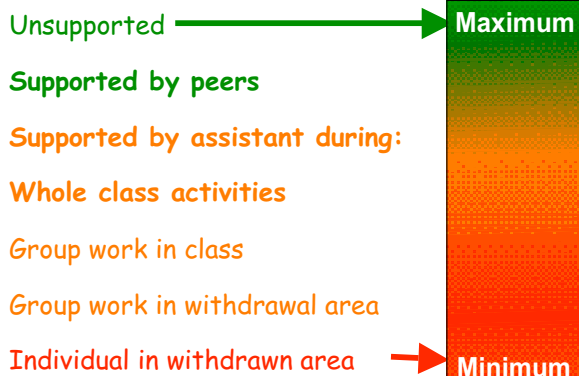 Unsupported
Maximum
Supported by peers
Supported by assistant during:
Whole class activities
Group work in class
Group work in withdrawal area
Individual in withdrawn area
Minimum